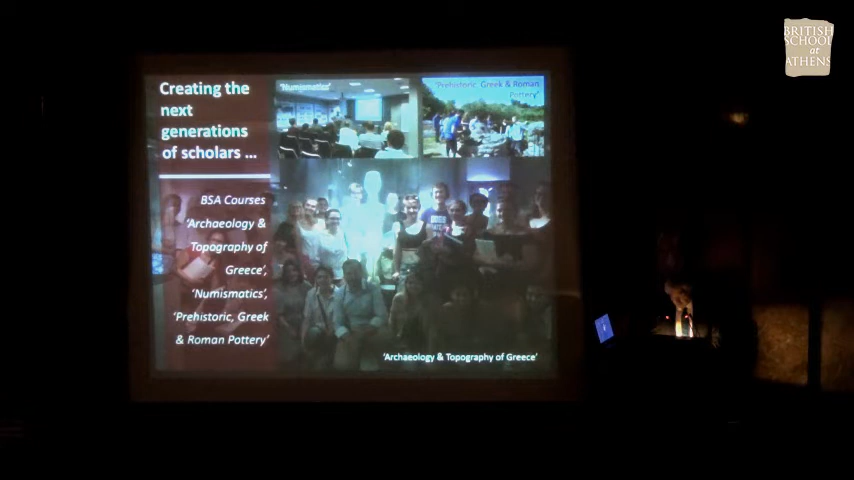 Creating the
next
generations
of scholars ...
BSA Courses
'Archaeology &
Topography of
Greece',
'Numismatics',
'Prehistoric, Greek
& Roman Pottery'
'Numismatics'
'Prehistoric, Greek & Roman
Pottery'
'Archaeology & Topography of Greece'
BRITISH
SCHOOL
at
ATHENS